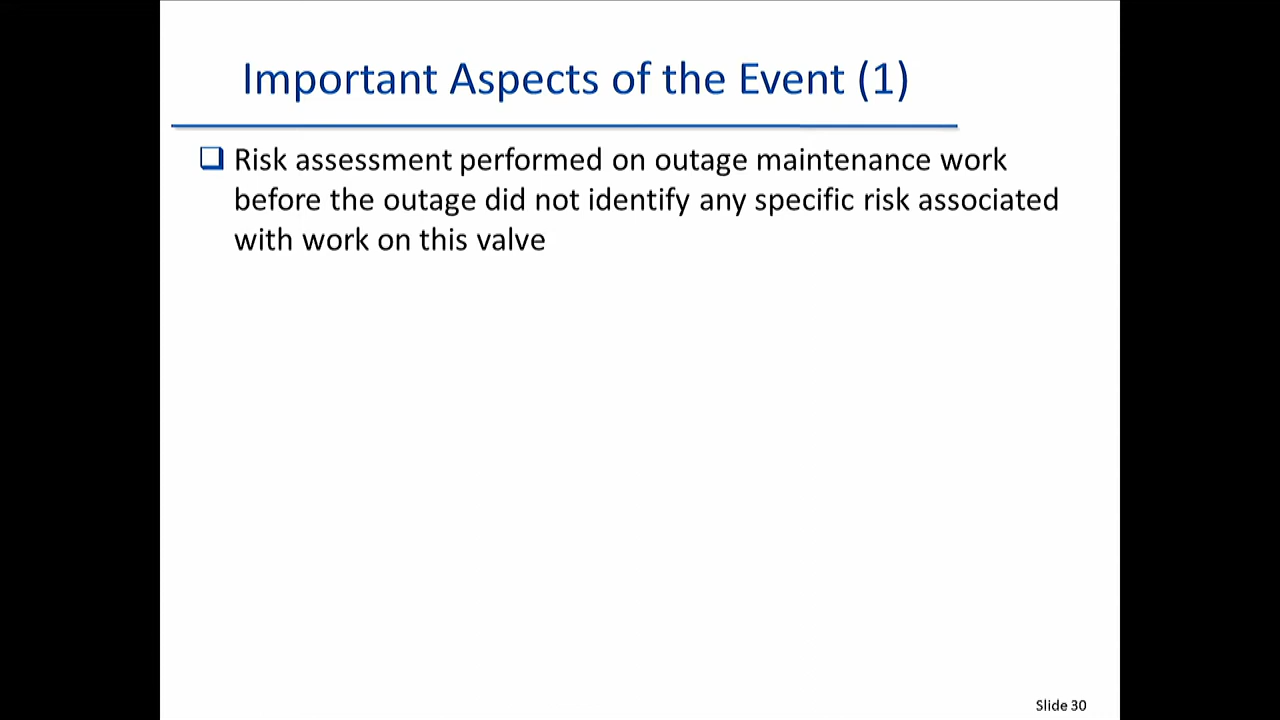 Important Aspects of the Event (1)
Risk assessment performed on outage maintenance work
before the outage did not identify any specific risk associated
with work on this valve
Slide 30